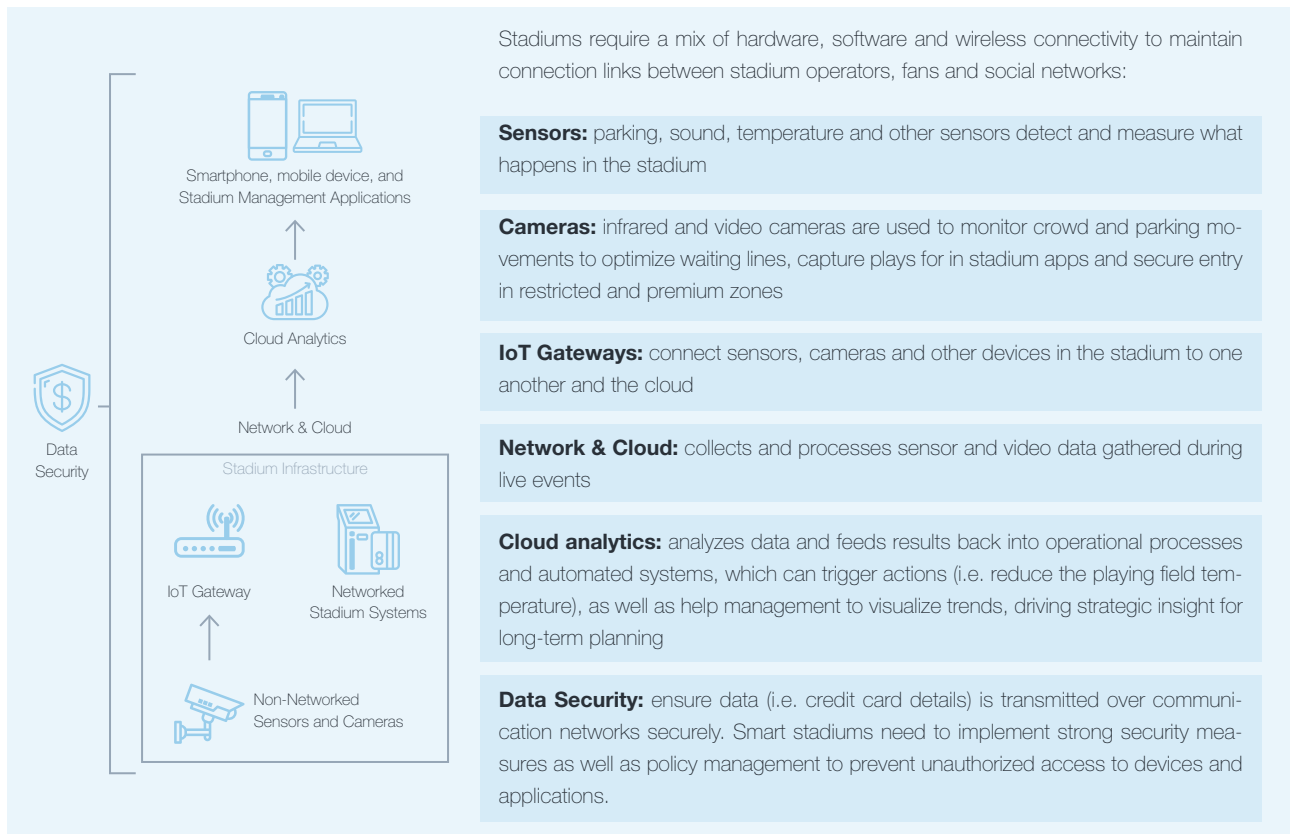 Stadiums require a mix of hardware, software and wireless connectivity to maintain
connection links between stadium operators, fans and social networks:
Smartphone, mobile device, and
Stadium Management Applications
Cloud Analytics
Network & Cloud
Data
Security
Stadium Infrastructure
IoT Gateway
Networked
Stadium Systems
Non-Networked
Sensors and Cameras
Sensors: parking, sound, temperature and other sensors detect and measure what
happens in the stadium
Cameras: infrared and video cameras are used to monitor crowd and parking mo-
vements to optimize waiting lines, capture plays for in stadium apps and secure entry
in restricted and premium zones
IoT Gateways: connect sensors, cameras and other devices in the stadium to one
another and the cloud
Network & Cloud: collects and processes sensor and video data gathered during
live events
Cloud analytics: analyzes data and feeds results back into operational processes
and automated systems, which can trigger actions (i.e. reduce the playing field tem-
perature), as well as help management to visualize trends, driving strategic insight for
long-term planning
Data Security: ensure data (i.e. credit card details) is transmitted over communi-
cation networks securely. Smart stadiums need to implement strong security mea-
sures as well as policy management to prevent unauthorized access to devices and
applications.